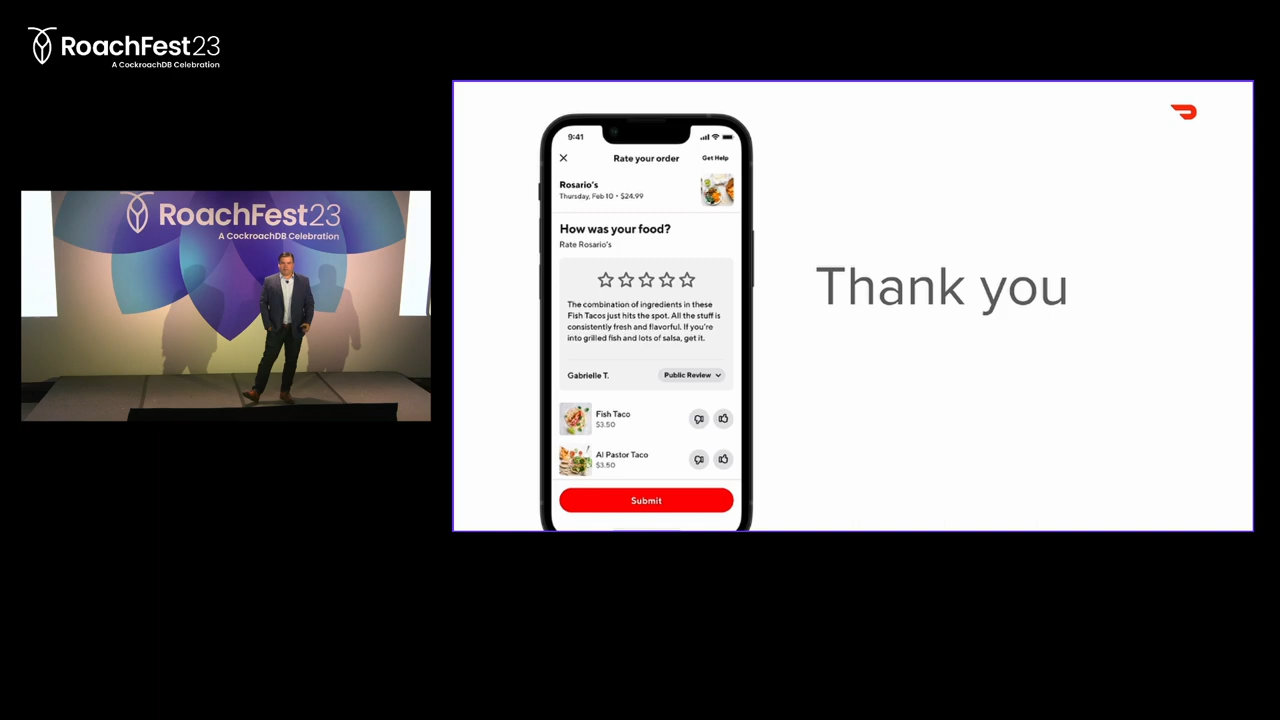 RoachFest23
A CockroachDB Celebration
RoachFest23
A CockroachDB Celebration
9:41
Rate your order
Get Help
Rosario's
Thursday, Feb 10 • $24.99
How was your food?
Rate Rosario's
The combination of ingredients in these
Fish Tacos just hits the spot. All the stuff is
consistently fresh and flavorful. If you're
into grilled fish and lots of salsa, get it.
Gabrielle T.
Public Review
Fish Taco
$3.50
Al Pastor Taco
$3.50
Submit
Thank you